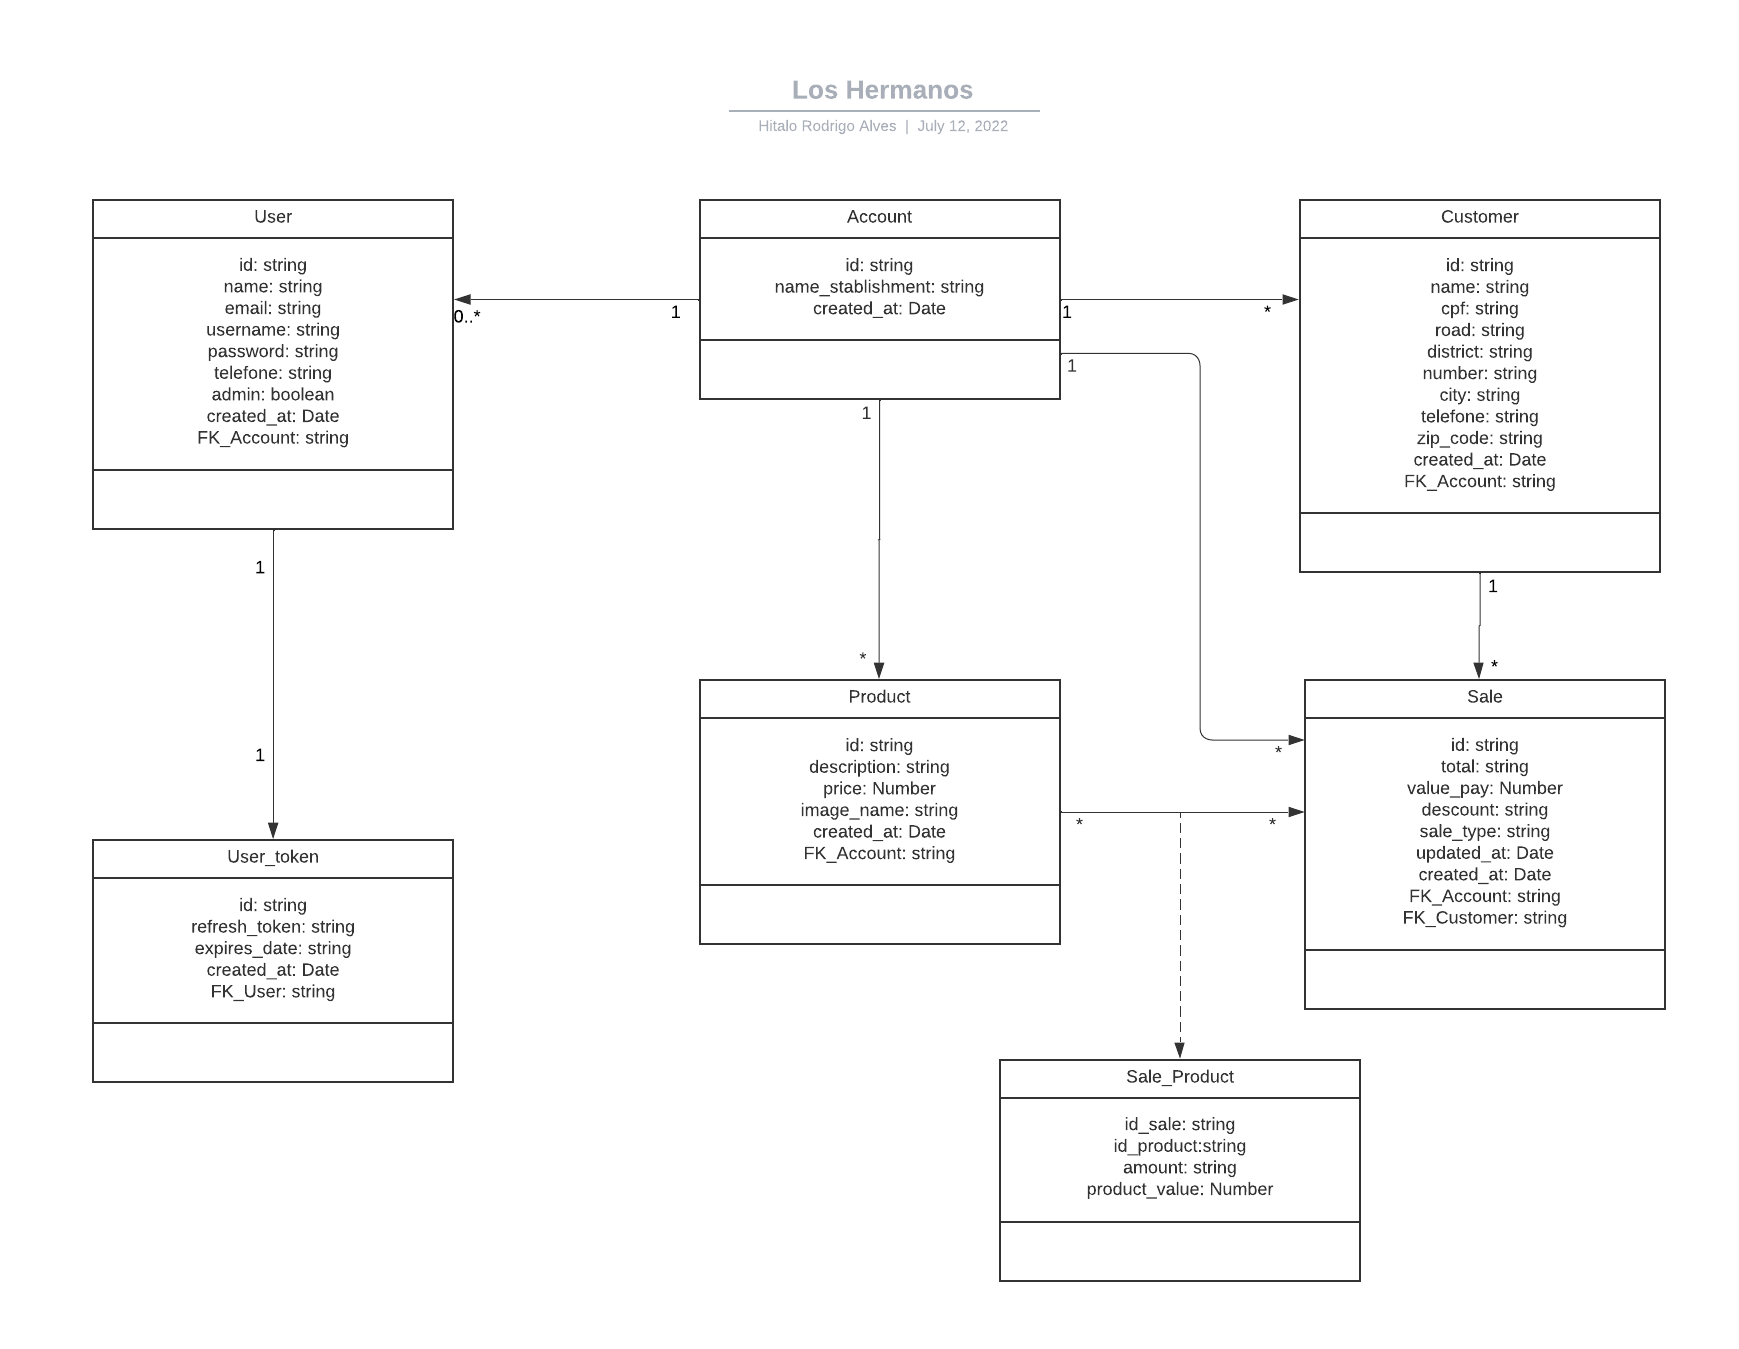 Los Hermanos
Hitalo Rodrigo Alves | July 12, 2022
User
id: string
name: string
email: string
username: string
password: string
telefone: string
admin: boolean
created_at: Date
FK_Account: string
0..*
1
Account
id: string
name_stablishment: string
created_at: Date
1
*
Customer
id: string
name: string
cpf: string
road: string
district: string
number: string
city: string
telefone: string
zip_code: string
created_at: Date
FK_Account: string
1
1
1
1
*
*
1
User_token
id: string
refresh_token: string
expires_date: string
created_at: Date
FK_User: string
Product
id: string
description: string
price: Number
image_name: string
created_at: Date
FK_Account: string
*
*
*
Sale
id: string
total: string
value_pay: Number
descount: string
sale_type: string
updated_at: Date
created_at: Date
FK_Account: string
FK_Customer: string
Sale_Product
id_sale: string
id_product:string
amount: string
product_value: Number